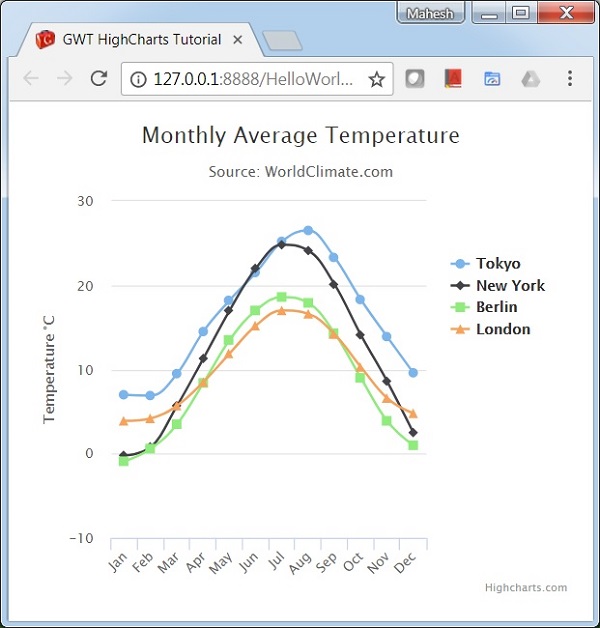 Mahesh
GWT HighCharts Tutorial
127.0.0.1:8888/HelloWorl...
Monthly Average Temperature
Source: WorldClimate.com
Temperature °C
30
20
10
0
-10
Jan
Feb
Mar
Apr
May
Jun
Jul
Aug
Sep
Oct
Nov
Dec
Tokyo
New York
Berlin
London
Highcharts.com